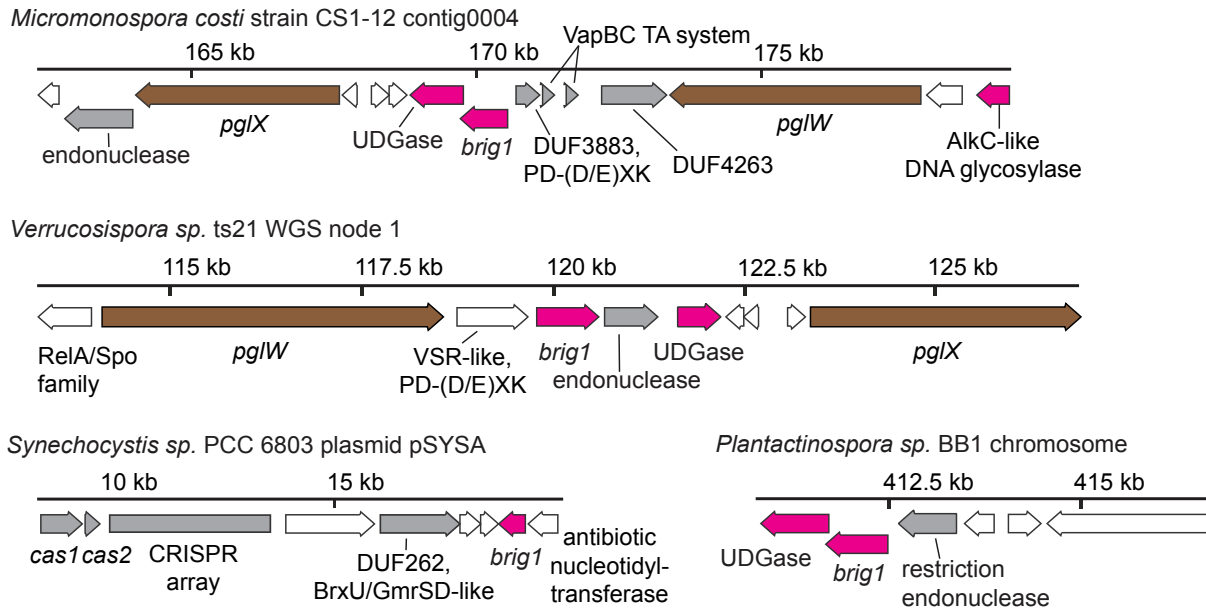 Micromonospora costi strain CS1-12 contig0004
165 kb
170 kb
VapBC TA system
175 kb
endonuclease
pglX
UDGase
brig1
DUF3883,
PD-(D/E)XK
DUF4263
pglW
AlkC-like
DNA glycosylase
Verrucosispora sp. ts21 WGS node 1
115 kb
117.5 kb
120 kb
122.5 kb
125 kb
RelA/Spo
family
pglW
VSR-like,
PD-(D/E)XK
brig1
endonuclease
UDGase
pglX
Synechocystis sp. PCC 6803 plasmid pSYSA
10 kb
15 kb
cas1
cas2
CRISPR
array
DUF262,
BrxU/GmrSD-like
brig1
antibiotic
nucleotidyl-
transferase
Plantactinospora sp. BB1 chromosome
412.5 kb
415 kb
UDGase
brig1
restriction
endonuclease